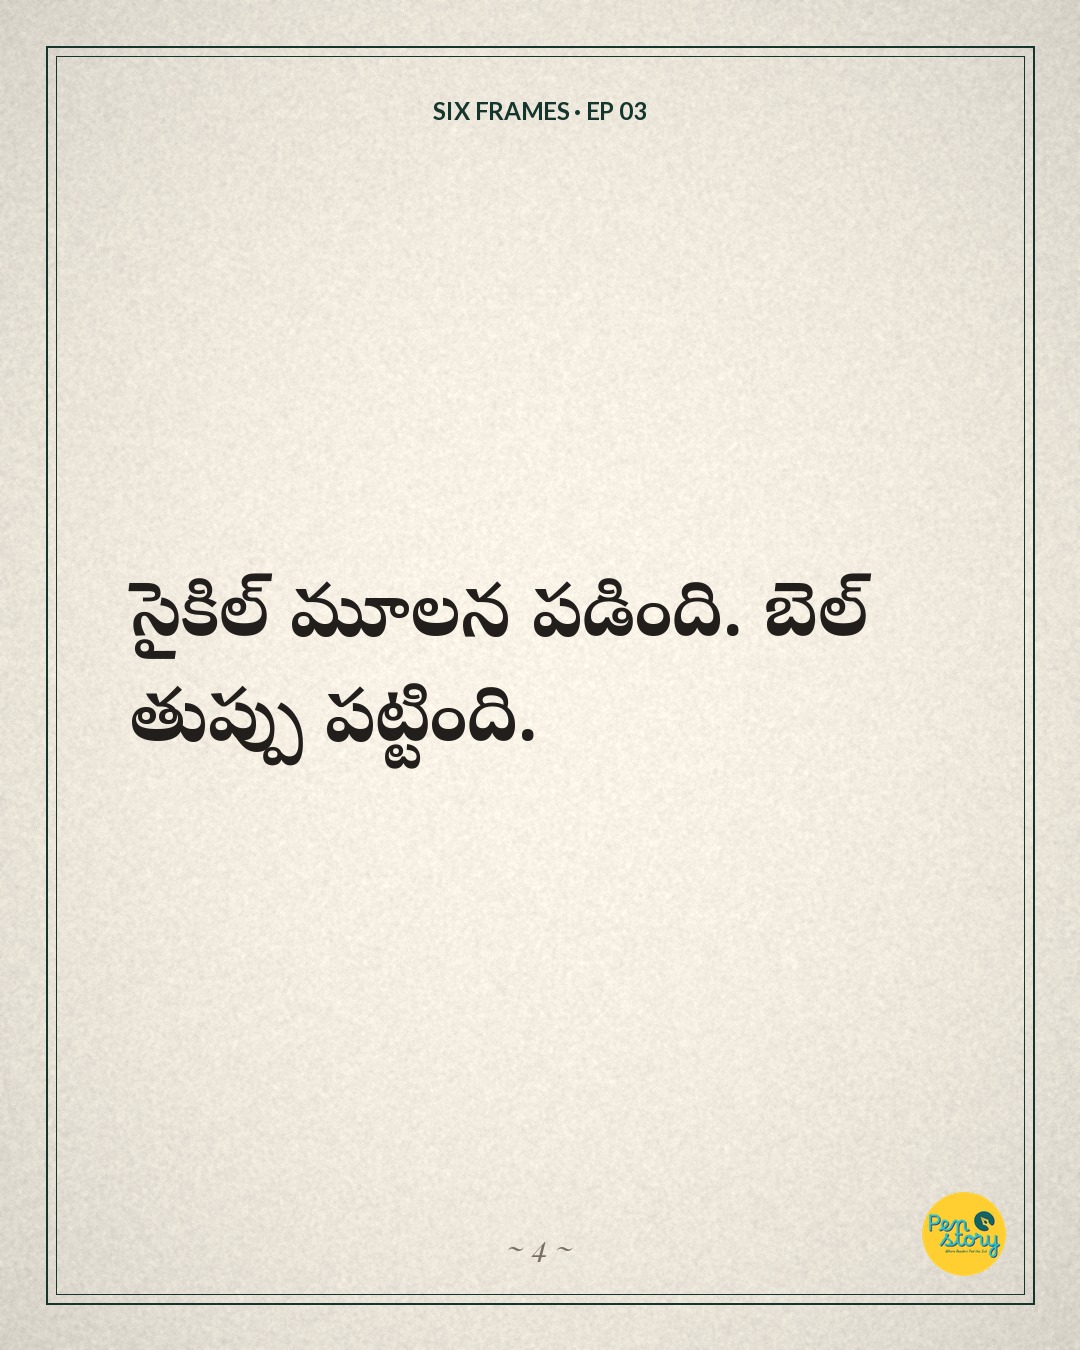 SIX FRAMES · EP 03
సైకిల్ మూలన పడింది. బెల్
తుప్పు పట్టింది.
~ 4 ~
Pen
story